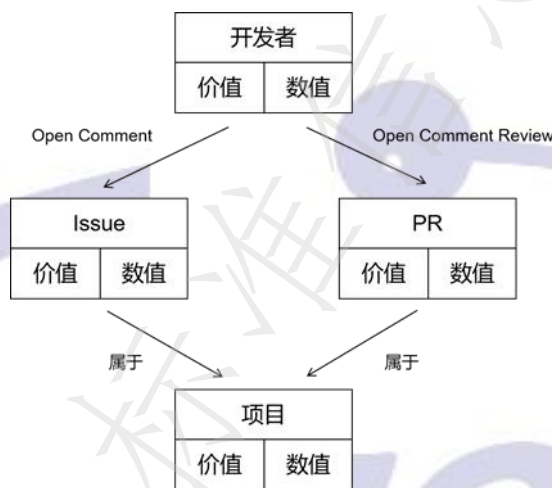 开发者
价值 数值
Open Comment
Open Comment Review
Issue
PR
价值 数值
价值 数值
属于
属于
项目
价值 数值